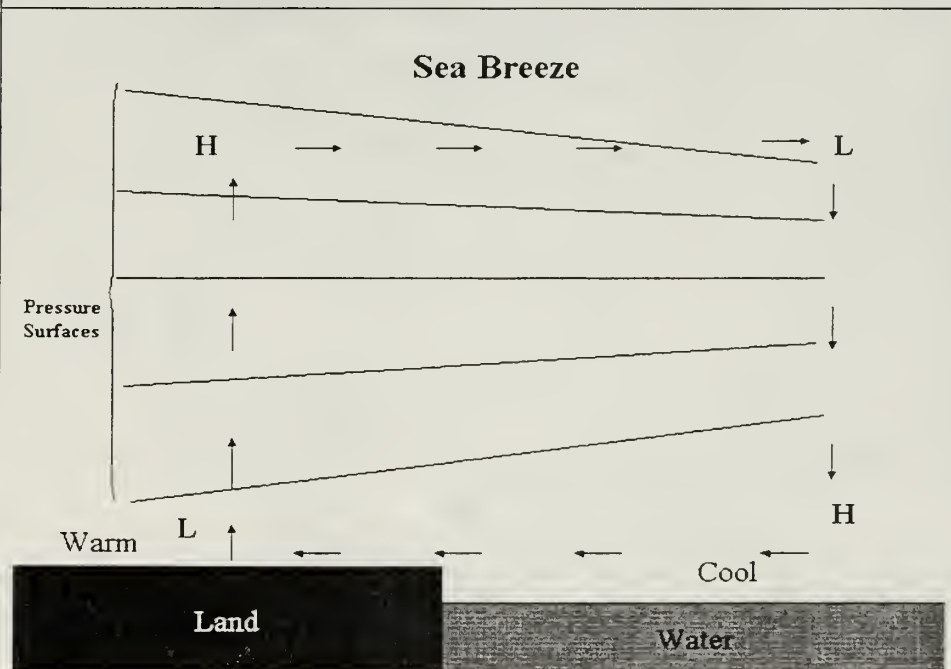 Sea Breeze
H
L
Pressure
Surfaces
H
L
Warm
Cool
Land
Water